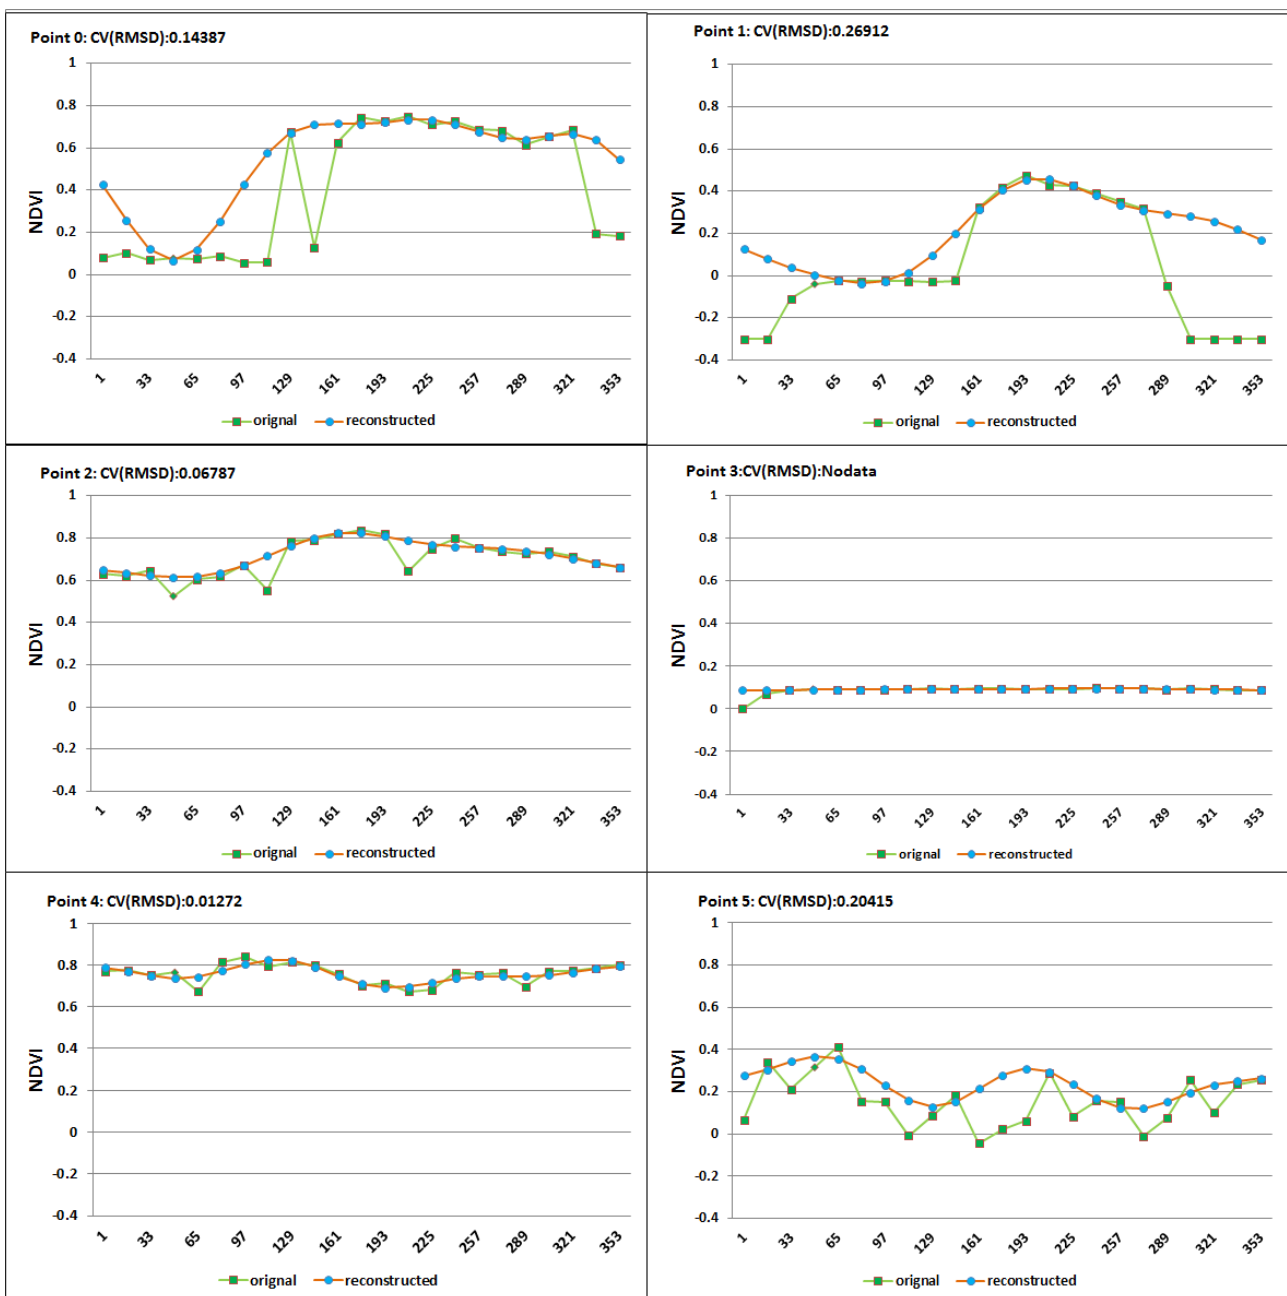 Point 0: CV(RMSD):0.14387
1
0.8
0.6
0.4
0.2
0
-0.2
-0.4
NDVI
1 33 65 97 129 161 193 225 257 289 321 353
orignal reconstructed
Point 1: CV(RMSD):0.26912
1
0.8
0.6
0.4
0.2
0
-0.2
-0.4
NDVI
1 33 65 97 129 161 193 225 257 289 321 353
orignal reconstructed
Point 2: CV(RMSD):0.06787
1
0.8
0.6
0.4
0.2
0
-0.2
-0.4
NDVI
1 33 65 97 129 161 193 225 257 289 321 353
orignal reconstructed
Point 3:CV(RMSD):Nodata
1
0.8
0.6
0.4
0.2
0
-0.2
-0.4
NDVI
1 33 65 97 129 161 193 225 257 289 321 353
orignal reconstructed
Point 4: CV(RMSD):0.01272
1
0.8
0.6
0.4
0.2
0
-0.2
-0.4
NDVI
1 33 65 97 129 161 193 225 257 289 321 353
orignal reconstructed
Point 5: CV(RMSD):0.20415
1
0.8
0.6
0.4
0.2
0
-0.2
-0.4
NDVI
1 33 65 97 129 161 193 225 257 289 321 353
orignal reconstructed